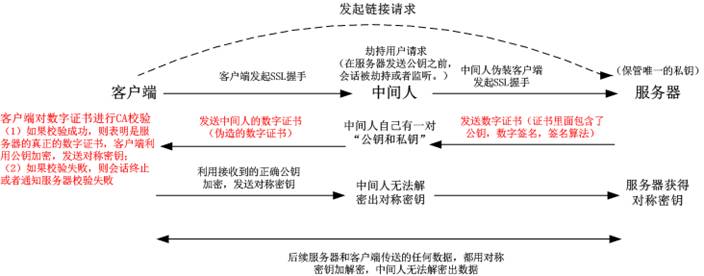 发起链接请求
劫持用户请求
（在服务器发送公钥之前，
会话被劫持或者监听。）
客户端发起SSL握手
中间人伪装客户端
发起SSL握手
（保管唯一的私钥）
客户端
中间人
服务器
客户端对数字证书进行CA校验
（1）如果校验成功，则表明是服
务器的真正的数字证书，客户端利
用公钥加密，发送对称密钥；
（2）如果校验失败，则会话终止
或者通知服务器校验失败
发送中间人的数字证书
（伪造的数字证书）
中间人自己有一对
“公钥和私钥”
发送数字证书（证书里面包含了
公钥，数字签名，签名算法）
利用接收到的正确公钥
加密，发送对称密钥
中间人无法解
密出对称密钥
服务器获得
对称密钥
后续服务器和客户端传送的任何数据，都用对称
密钥加解密，中间人无法解密出数据